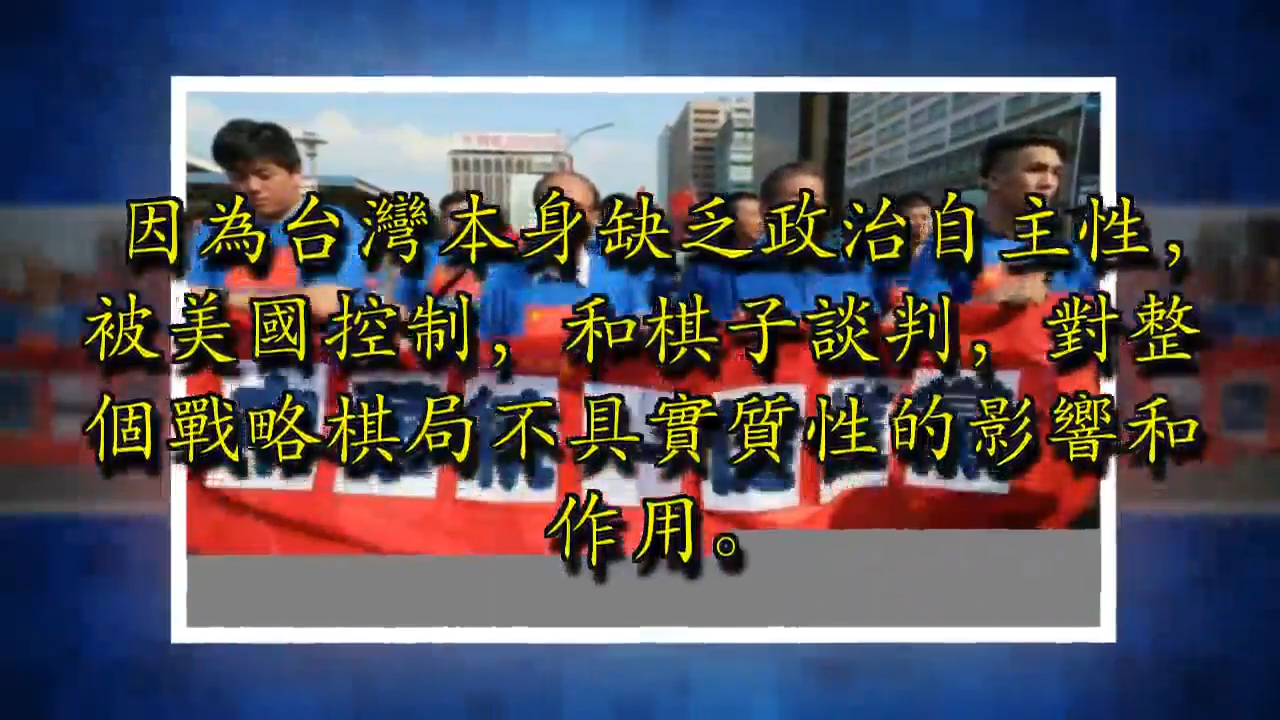 因為台灣本身缺乏政治自主性,
被美國控制, 和棋子談判, 對整
個戰略棋局不具實質性的影響和
作用。